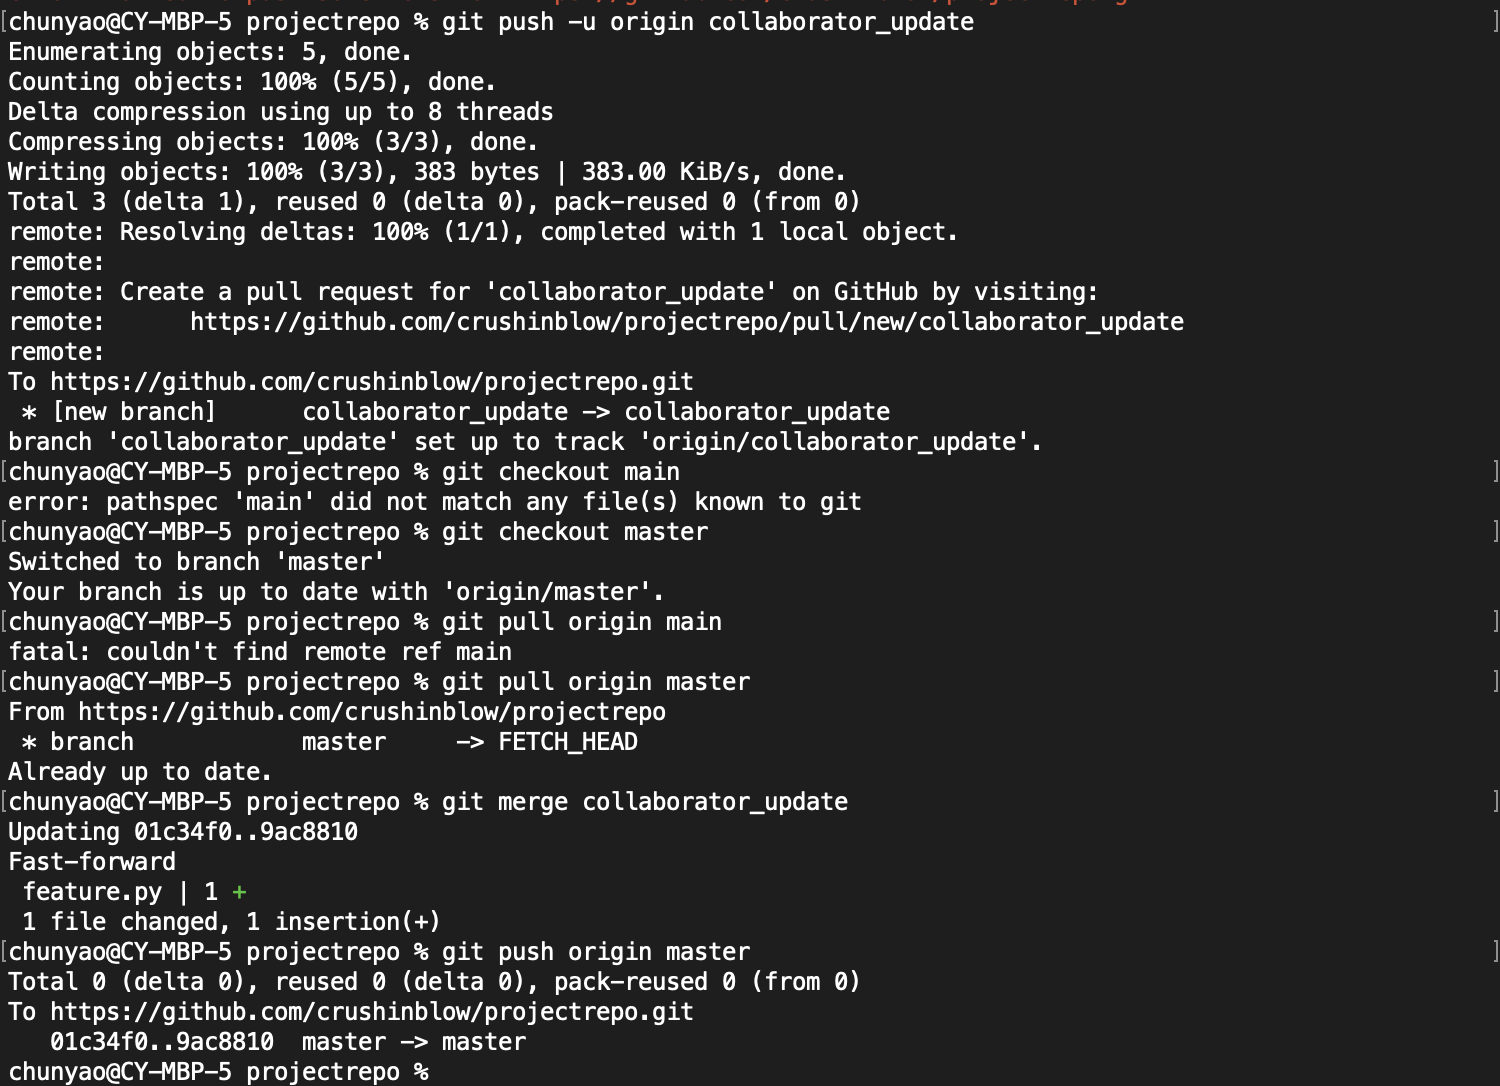 [chunyao@CY-MBP-5 projectrepo % git push -u origin collaborator_update ]
Enumerating objects: 5, done.
Counting objects: 100% (5/5), done.
Delta compression using up to 8 threads
Compressing objects: 100% (3/3), done.
Writing objects: 100% (3/3), 383 bytes | 383.00 KiB/s, done.
Total 3 (delta 1), reused 0 (delta 0), pack-reused 0 (from 0)
remote: Resolving deltas: 100% (1/1), completed with 1 local object.
remote:
remote: Create a pull request for 'collaborator_update' on GitHub by visiting:
remote:      https://github.com/crushinblow/projectrepo/pull/new/collaborator_update
remote:
To https://github.com/crushinblow/projectrepo.git
 * [new branch]      collaborator_update -> collaborator_update
branch 'collaborator_update' set up to track 'origin/collaborator_update'.
[chunyao@CY-MBP-5 projectrepo % git checkout main ]
error: pathspec 'main' did not match any file(s) known to git
[chunyao@CY-MBP-5 projectrepo % git checkout master ]
Switched to branch 'master'
Your branch is up to date with 'origin/master'.
[chunyao@CY-MBP-5 projectrepo % git pull origin main ]
fatal: couldn't find remote ref main
[chunyao@CY-MBP-5 projectrepo % git pull origin master ]
From https://github.com/crushinblow/projectrepo
 * branch            master     -> FETCH_HEAD
Already up to date.
[chunyao@CY-MBP-5 projectrepo % git merge collaborator_update ]
Updating 01c34f0..9ac8810
Fast-forward
 feature.py | 1 +
 1 file changed, 1 insertion(+)
[chunyao@CY-MBP-5 projectrepo % git push origin master ]
Total 0 (delta 0), reused 0 (delta 0), pack-reused 0 (from 0)
To https://github.com/crushinblow/projectrepo.git
   01c34f0..9ac8810  master -> master
chunyao@CY-MBP-5 projectrepo %